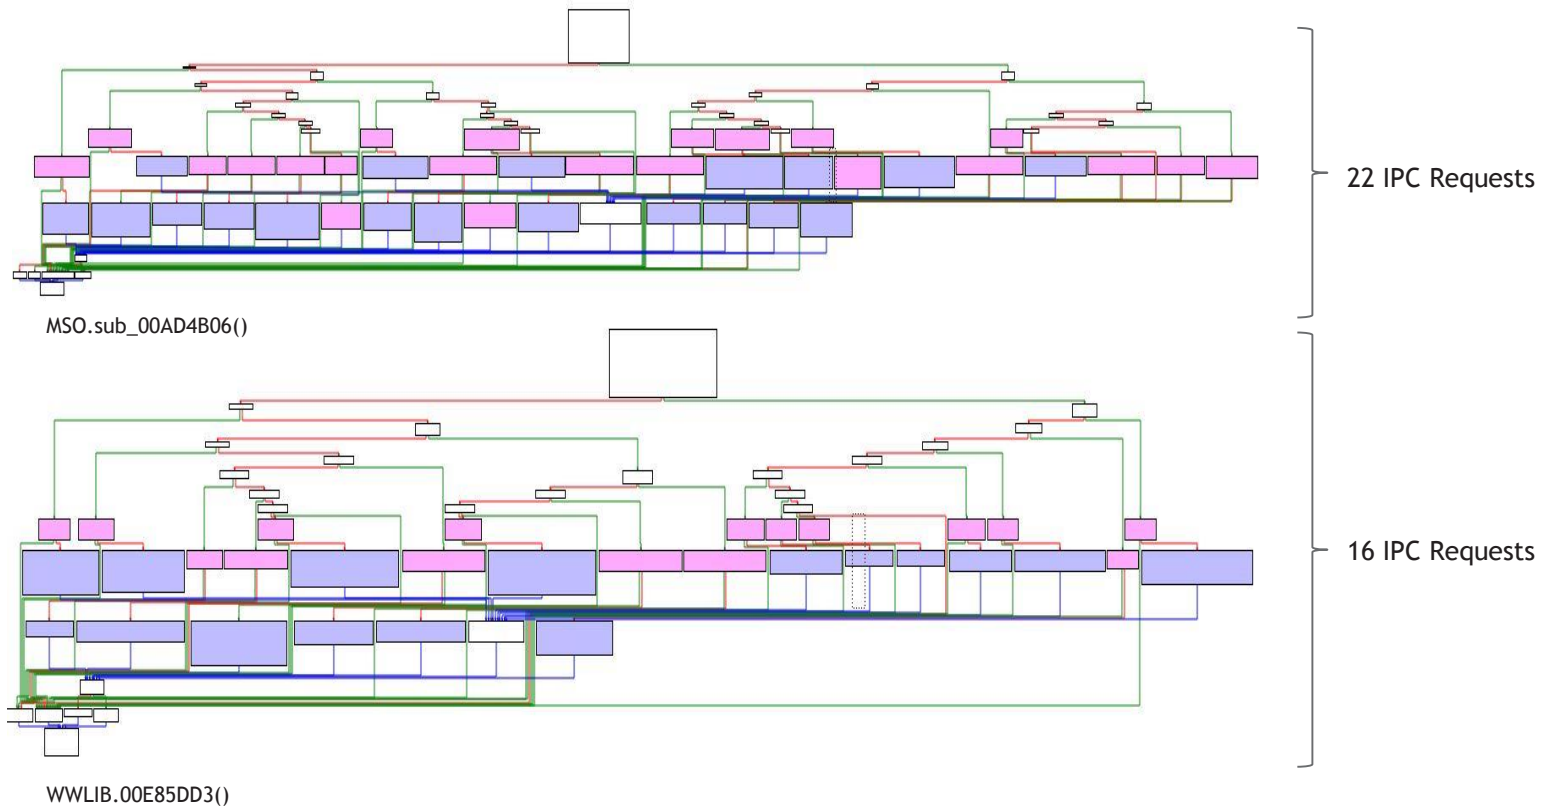 22 IPC Requests
MSO.sub_00AD4B06()
16 IPC Requests
WWLIB.00E85DD3()